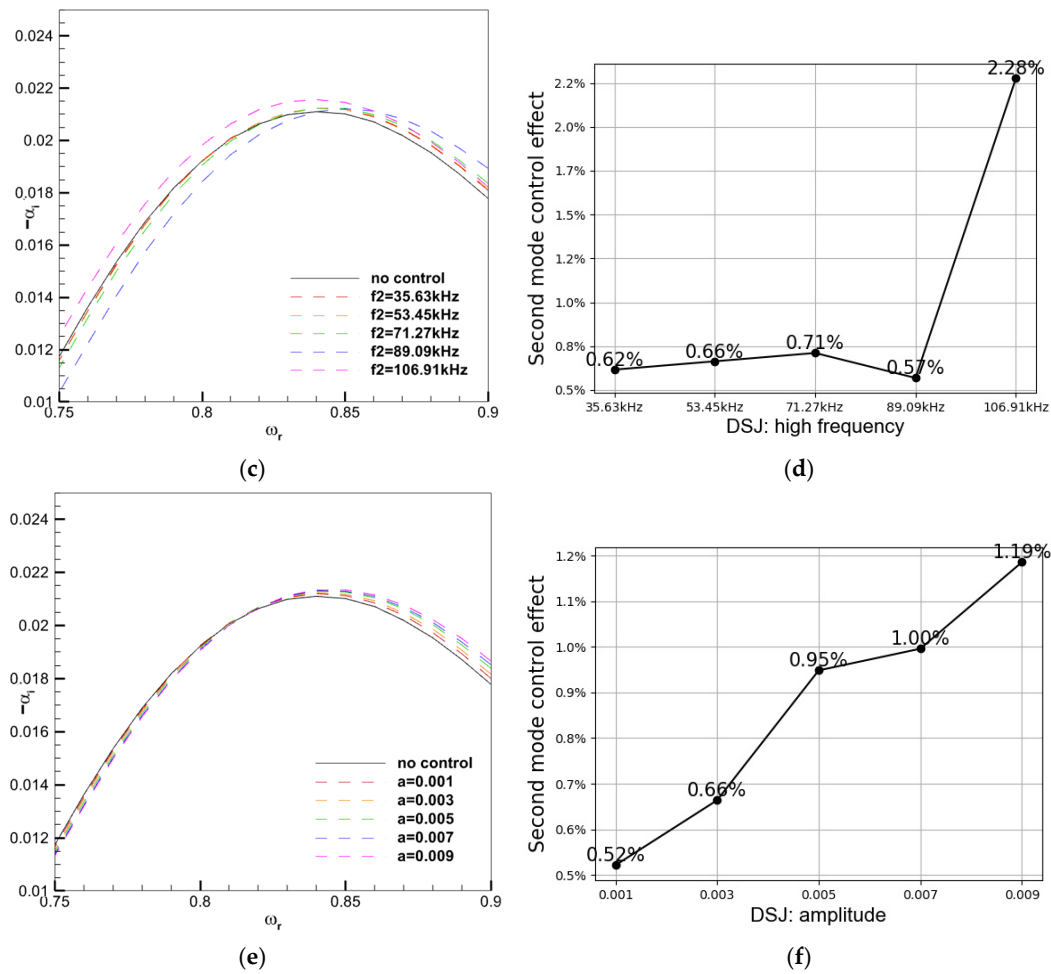 0.024
0.022
0.02
0.018
0.016
0.014
0.012
0.01
-αi
0.75
0.8
0.85
0.9
ωr
no control
f2=35.63kHz
f2=53.45kHz
f2=71.27kHz
f2=89.09kHz
f2=106.91kHz
(c)
Second mode control effect
2.2%
2.0%
1.7%
1.5%
1.2%
1.0%
0.8%
0.5%
0.62%
0.66%
0.71%
0.57%
2.28%
35.63kHz
53.45kHz
71.27kHz
89.09kHz
106.91kHz
DSJ: high frequency
(d)
0.024
0.022
0.02
0.018
0.016
0.014
0.012
0.01
-αi
0.75
0.8
0.85
0.9
ωr
no control
a=0.001
a=0.003
a=0.005
a=0.007
a=0.009
(e)
Second mode control effect
1.2%
1.1%
1.0%
0.9%
0.8%
0.7%
0.6%
0.5%
0.52%
0.66%
0.95%
1.00%
1.19%
0.001
0.003
0.005
0.007
0.009
DSJ: amplitude
(f)